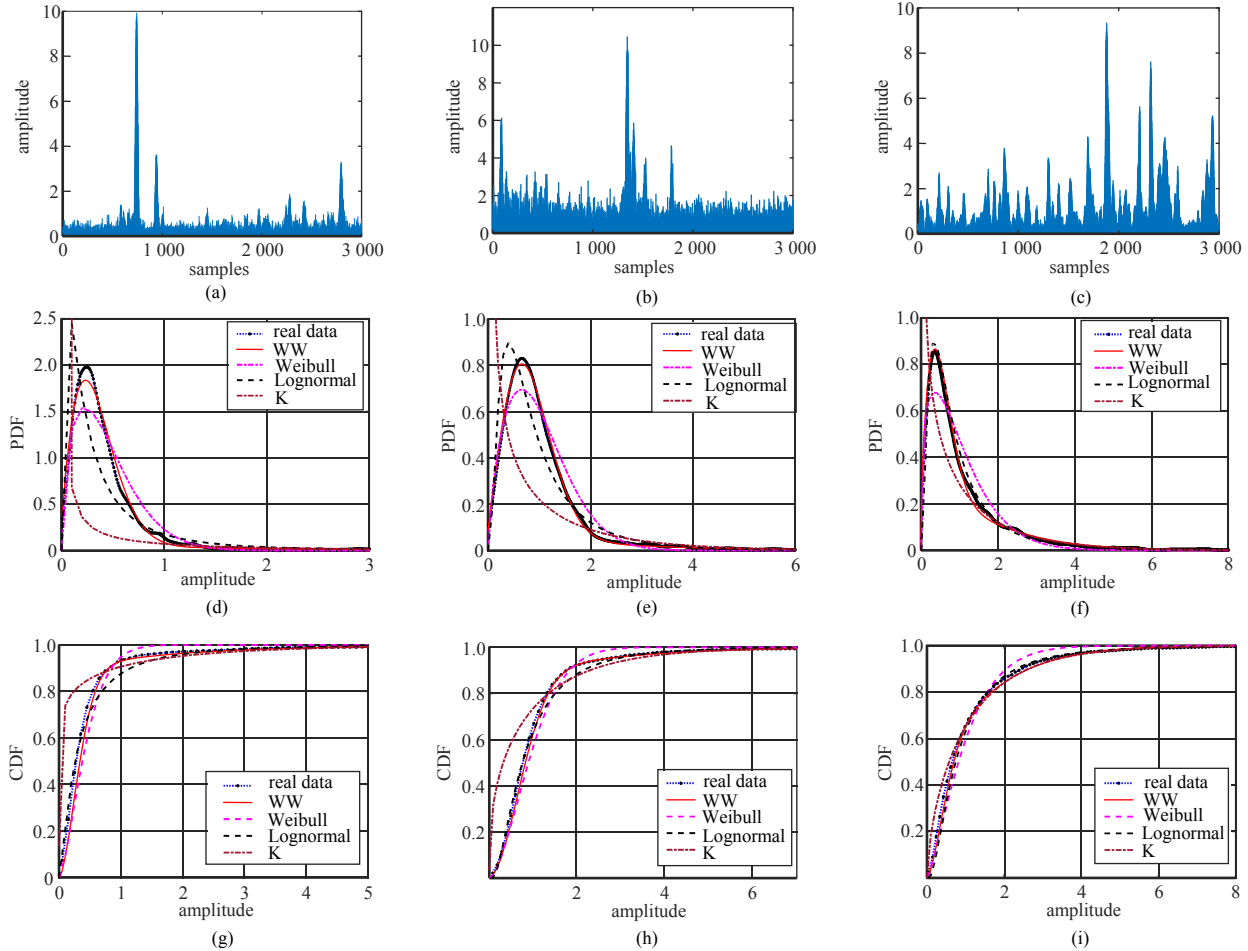 amplitude
10
8
6
4
2
0
0
1 000
2 000
3 000
samples
(a)
amplitude
12
10
8
6
4
2
0
0
1 000
2 000
3 000
samples
(b)
amplitude
10
8
6
4
2
0
0
1 000
2 000
3 000
samples
(c)
PDF
2.5
2.0
1.5
1.0
0.5
0
0
1
2
3
real data
WW
Weibull
Lognormal
K
amplitude
(d)
PDF
1.0
0.8
0.6
0.4
0.2
0
0
2
4
6
real data
WW
Weibull
Lognormal
K
amplitude
(e)
PDF
1.0
0.8
0.6
0.4
0.2
0
0
2
4
6
8
real data
WW
Weibull
Lognormal
K
amplitude
(f)
CDF
1.0
0.8
0.6
0.4
0.2
0
0
1
2
3
4
5
real data
WW
Weibull
Lognormal
K
amplitude
(g)
CDF
1.0
0.8
0.6
0.4
0.2
0
2
4
6
real data
WW
Weibull
Lognormal
K
amplitude
(h)
CDF
1.0
0.8
0.6
0.4
0.2
0
0
2
4
6
8
real data
WW
Weibull
Lognormal
K
amplitude
(i)